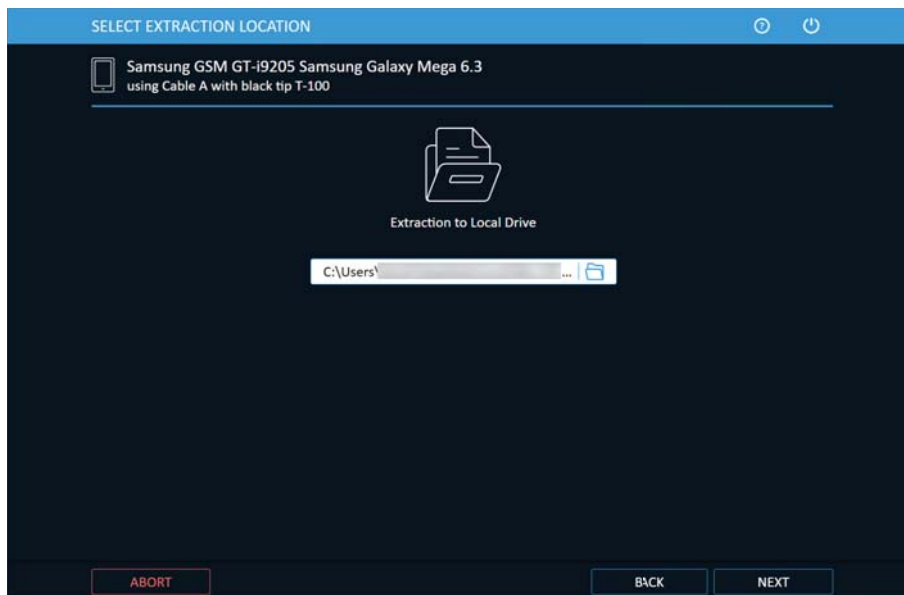 SELECT EXTRACTION LOCATION
Samsung GSM GT-i9205 Samsung Galaxy Mega 6.3
using Cable A with black tip T-100
Extraction to Local Drive
C:\Users\ ...
ABORT
BACK
NEXT